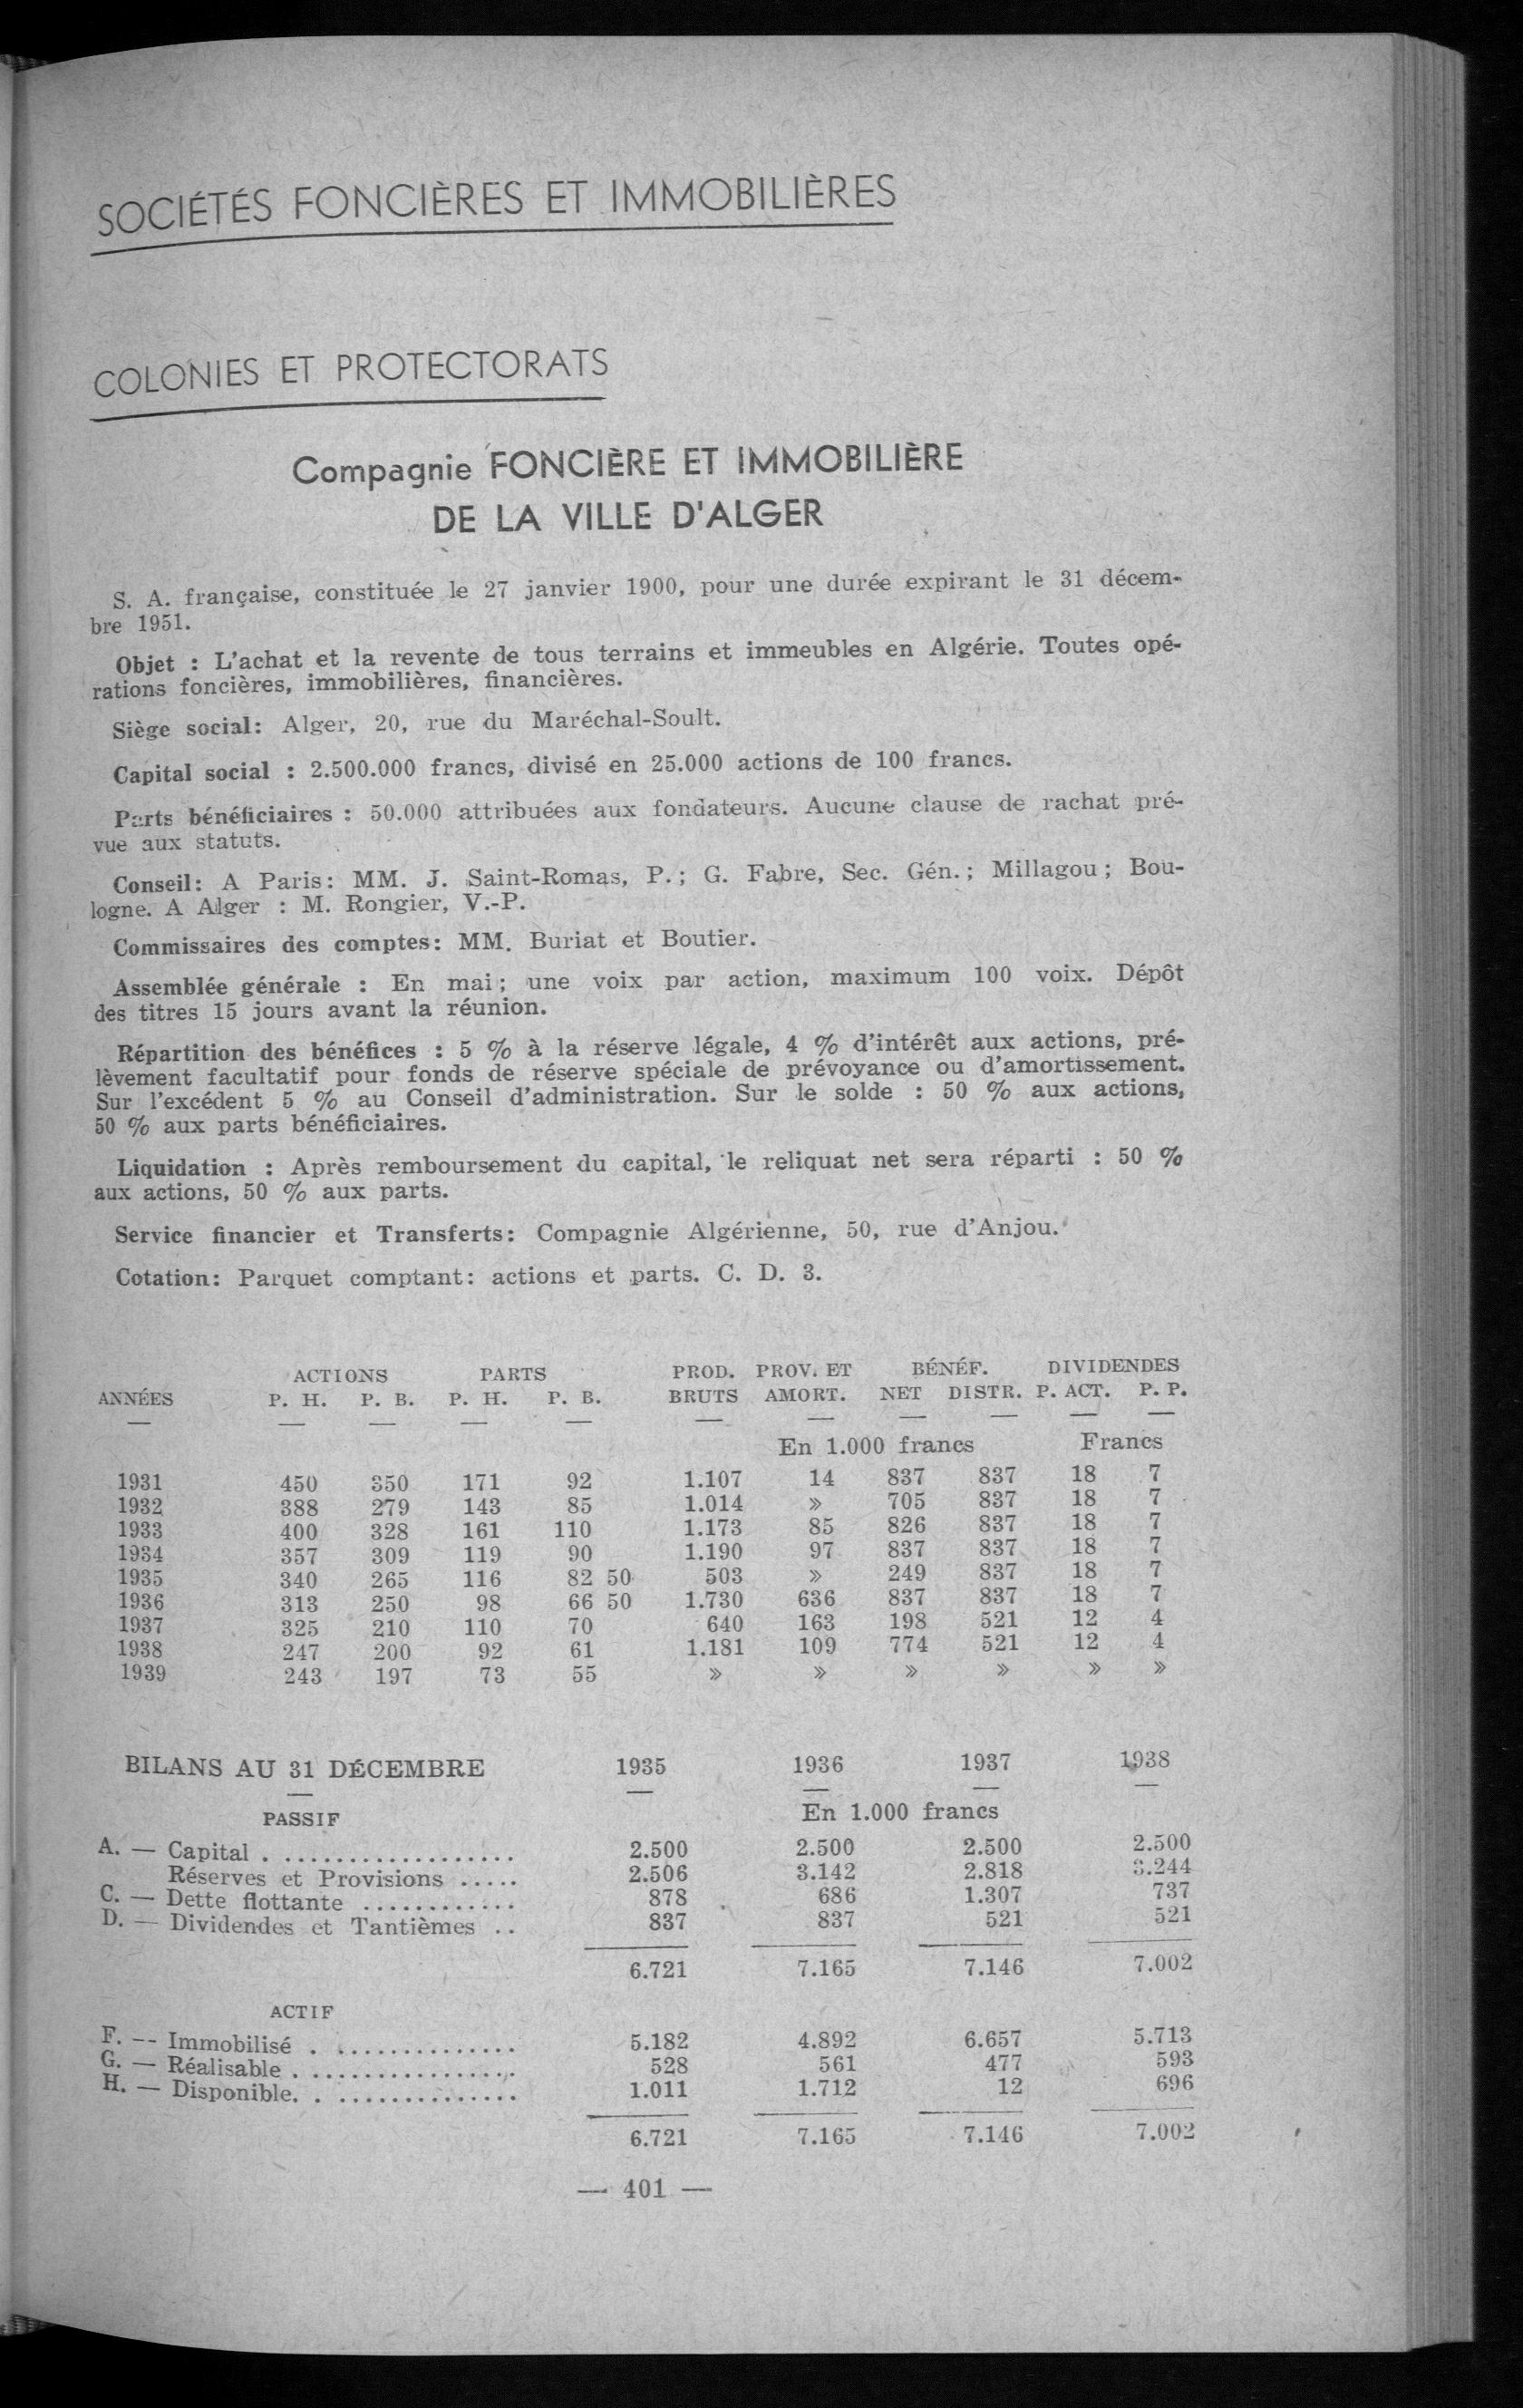 SOCIÉTÉS FONCIÈRES ET IMMOBILIÈRES
COLONIES ET PROTECTORATS
Compagnie FONCIÈRE ET IMMOBILIÈRE
DE LA VILLE D'ALGER
S. A. française, constituée le 27 janvier 1900, pour une durée expirant le 31 décem-
bre 1951.
Objet : L'achat et la revente de tous terrains et immeubles en Algérie. Toutes opé-
rations foncières, immobilières, financières.
Siège social: Alger, 20, rue du Maréchal-Soult.
Capital social : 2.500.000 francs, divisé en 25.000 actions de 100 francs.
Parts bénéficiaires : 50.000 attribuées aux fondateurs. Aucune clause de rachat pré-
vue aux statuts.
Conseil: A Paris: MM. J. Saint-Romas, P.; G. Fabre, Sec. Gén.; Millagou; Bou-
logne. A Alger : M. Rongier, V.-P.
Commissaires des comptes: MM. Buriat et Boutier.
Assemblée générale : En mai; une voix par action, maximum 100 voix. Dépôt
des titres 15 jours avant la réunion.
Répartition des bénéfices : 5 % à la réserve légale, 4 % d'intérêt aux actions, pré-
lèvement facultatif pour fonds de réserve spéciale de prévoyance ou d'amortissement.
Sur l'excédent 5 % au Conseil d'administration. Sur le solde : 50 % aux actions,
50 % aux parts bénéficiaires.
Liquidation : Après remboursement du capital, le reliquat net sera réparti : 50 %
aux actions, 50 % aux parts.
Service financier et Transferts: Compagnie Algérienne, 50, rue d'Anjou.
Cotation: Parquet comptant: actions et parts. C. D. 3.
ACTIONS PARTS PROD. PROV. ET BÉNÉF. DIVIDENDES
ANNÉES P. H. P. B. P. H. P. B. BRUTS AMORT. NET DISTR. P. ACT. P. P.
En 1.000 francs Francs
1931 450 350 171 92 1.107 14 837 837 18 7
1932 388 279 143 85 1.014 » 705 837 18 7
1933 400 328 161 110 1.173 85 826 837 18 7
1934 357 309 119 90 1.190 97 837 837 18 7
1935 340 265 116 82 50 503 » 249 837 18 7
1936 313 250 98 66 50 1.730 636 837 837 18 7
1937 325 210 110 70 640 163 198 521 12 4
1938 247 200 92 61 1.181 109 774 521 12 4
1939 243 197 73 55 » » » » » »
BILANS AU 31 DÉCEMBRE 1935 1936 1937 1938
PASSIF En 1.000 francs
A. — Capital . .................. 2.500 2.500 2.500 2.500
Réserves et Provisions ..... 2.506 3.142 2.818 3.244
C. — Dette flottante ............ 878 686 1.307 737
D. — Dividendes et Tantièmes .. 837 837 521 521
6.721 7.165 7.146 7.002
ACTIF
F. -- Immobilisé . .............. 5.182 4.892 6.657 5.713
G. — Réalisable . ................ 528 561 477 593
H. — Disponible. . .............. 1.011 1.712 12 696
6.721 7.165 7.146 7.002
— 401 —